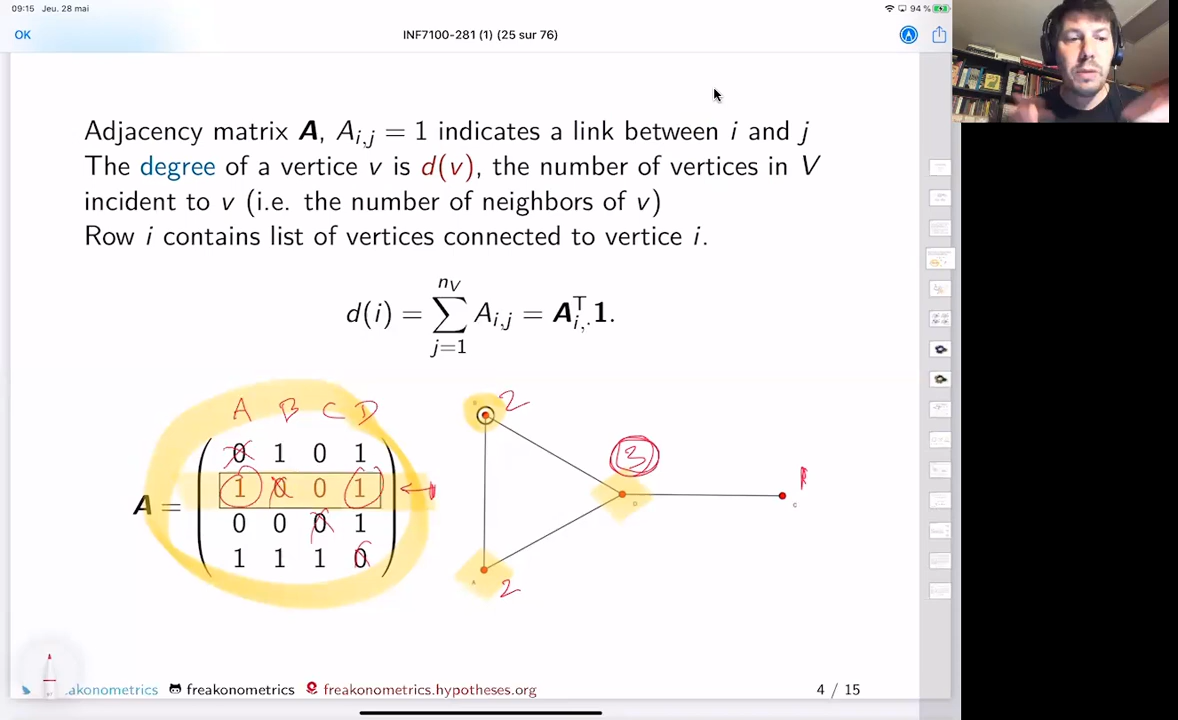 09:15 Jeu. 28 mai
94 %
OK
INF7100-281 (1) (25 sur 76)
Adjacency matrix A, A_{i,j} = 1 indicates a link between i and j
The degree of a vertice v is d(v), the number of vertices in V
incident to v (i.e. the number of neighbors of v)
Row i contains list of vertices connected to vertice i.
d(i) = \sum_{j=1}^{n_V} A_{i,j} = A_{i,·}^T 1.
A B C D
A = 
0 1 0 1
1 0 0 1
0 0 0 1
1 1 1 0
2
3
D
C
A
2
akonometrics freakonometrics freakonometrics.hypotheses.org
4 / 15